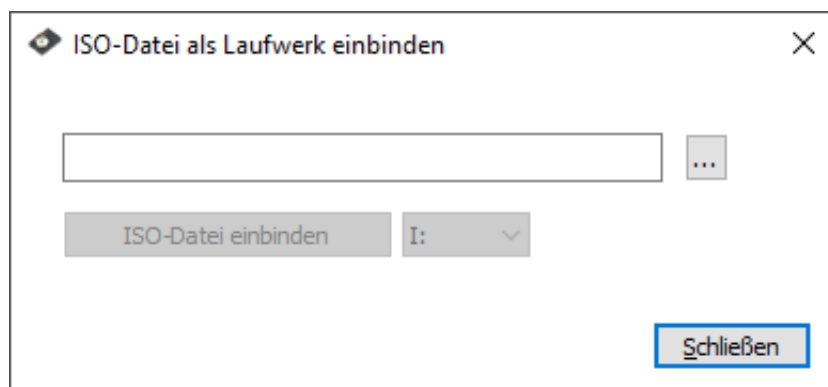 ISO-Datei als Laufwerk einbinden
...
ISO-Datei einbinden I:
Schließen